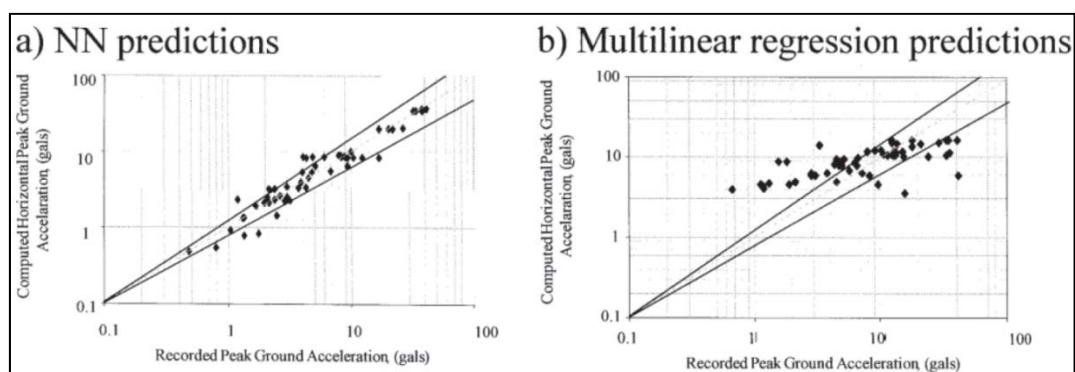 a) NN predictions
Computed Horizontal Peak Ground
Accelaration, (gals)
100
10
1
0.1
0.1
1
10
100
Recorded Peak Ground Acceleration, (gals)
b) Multilinear regression predictions
Computed Horizontal Peak Ground
Accelaration, (gals)
100
10
1
0.1
0.1
1
10
100
Recorded Peak Ground Acceleration, (gals)